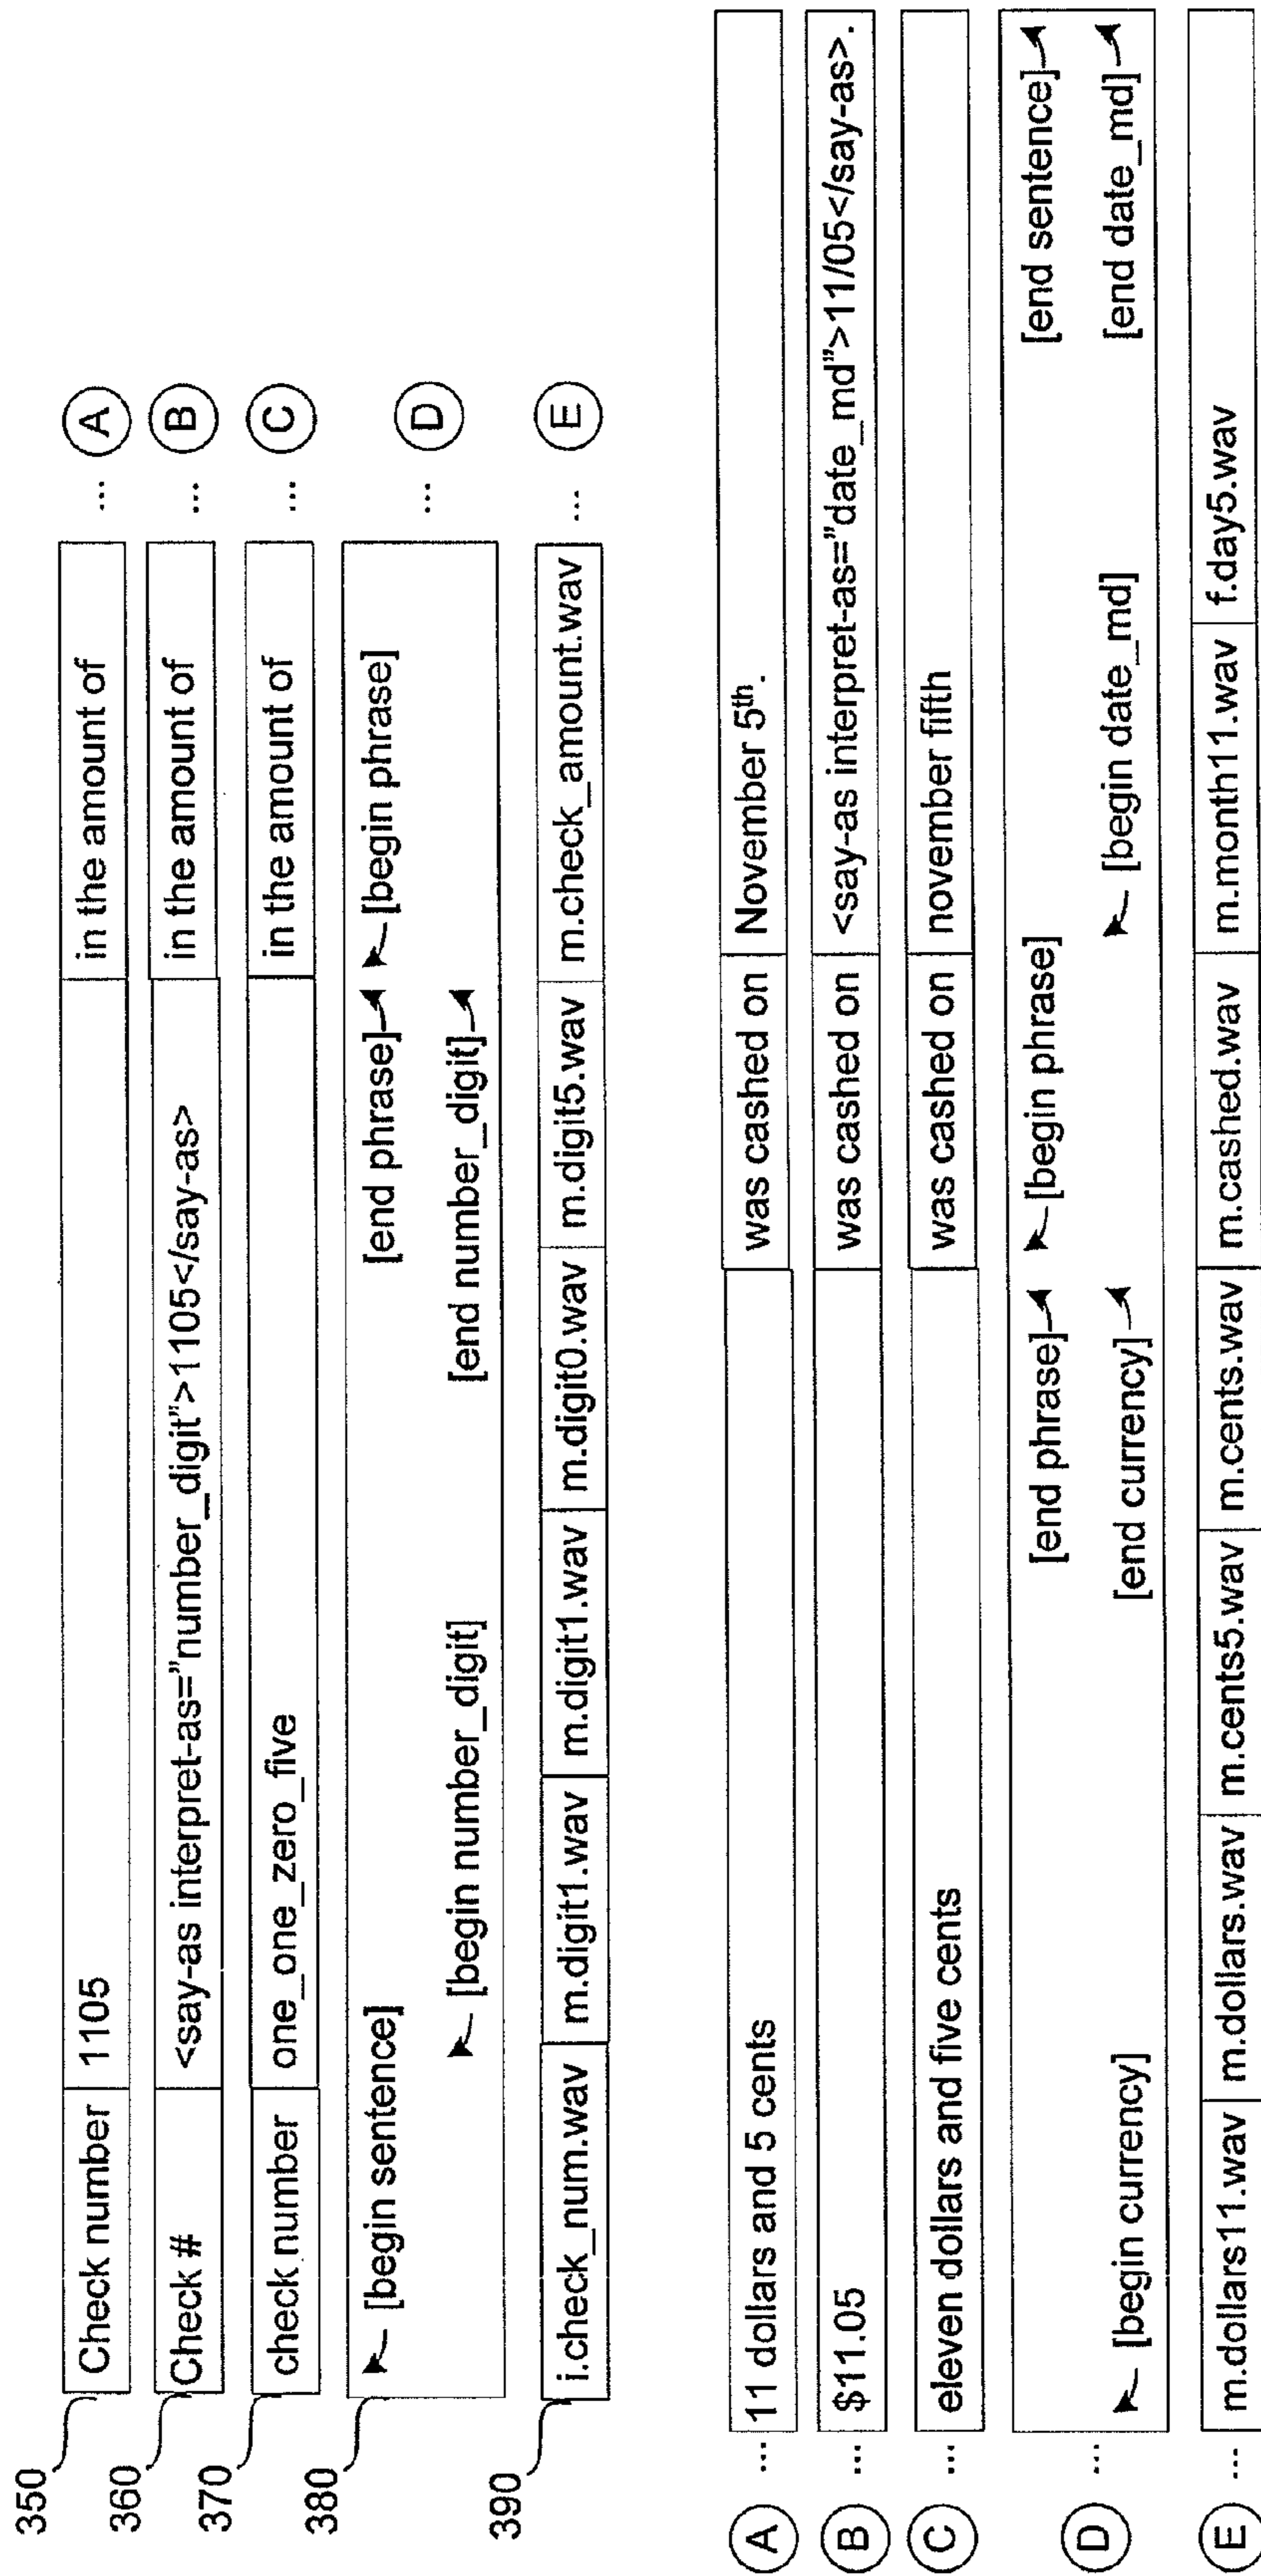 350 Check number 1105 in the amount of ... A
360 Check # <say-as interpret-as="number_digit">1105</say-as> in the amount of ... B
370 check number one_one_zero_five in the amount of ... C
380 [begin sentence] [end phrase] [begin phrase]
... D
[begin number_digit] [end number_digit]
390 i.check_num.wav m.digit1.wav m.digit1.wav m.digit0.wav m.digit5.wav m.check_amount.wav ... E
A ... 11 dollars and 5 cents was cashed on November 5th.
B ... $11.05 was cashed on <say-as interpret-as="date_md">11/05</say-as>.
C ... eleven dollars and five cents was cashed on november fifth
[end phrase] [begin phrase] [end sentence]
D ...
[begin currency] [end currency] [begin date_md] [end date_md]
E ... m.dollars11.wav m.dollars.wav m.cents5.wav m.cents.wav m.cashed.wav m.month11.wav f.day5.wav